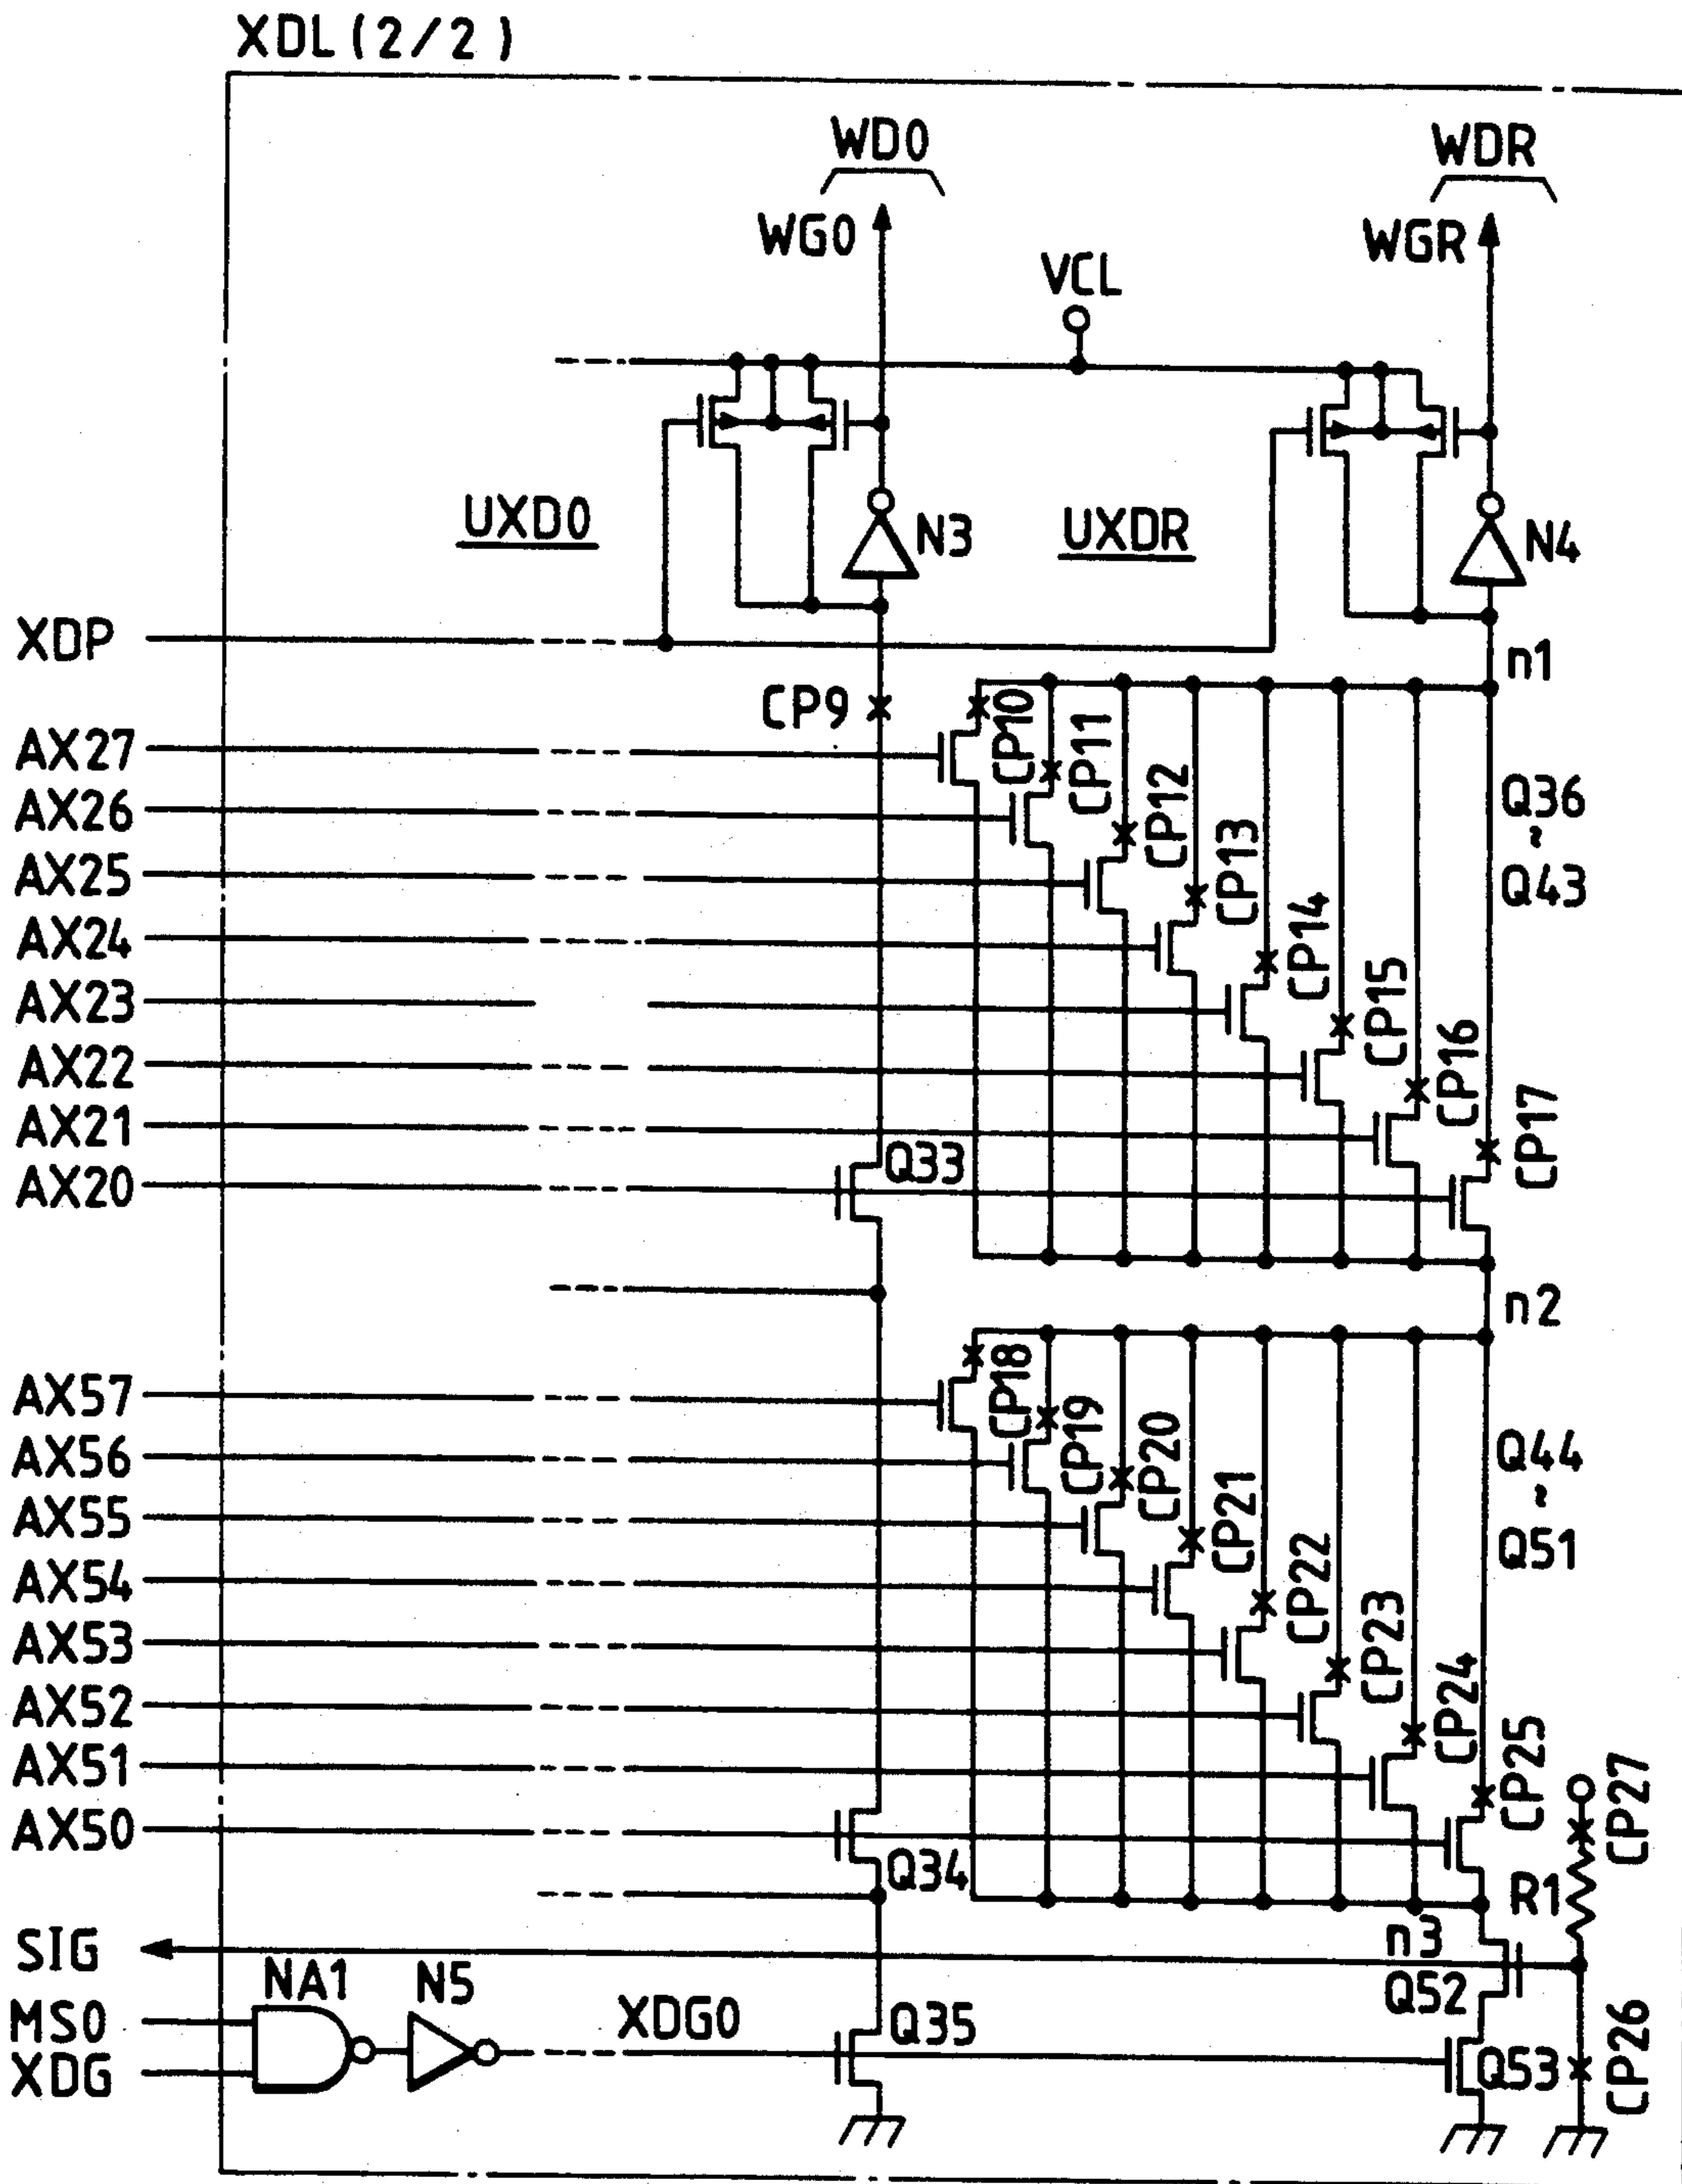 XDL(2/2)
WD0
WDR
WG0
WGR
VCL
UXD0
N3
UXDR
N4
XDP
n1
CP9
CP10
CP11
CP12
CP13
CP14
CP15
CP16
CP17
AX27
AX26
AX25
AX24
AX23
AX22
AX21
AX20
Q36
~
Q43
Q33
n2
AX57
AX56
AX55
AX54
AX53
AX52
AX51
AX50
CP18
CP19
CP20
CP21
CP22
CP23
CP24
CP25
CP27
Q44
~
Q51
Q34
R1
n3
SIG
NA1
N5
Q52
MS0
XDG
XDG0
Q35
Q53
CP26